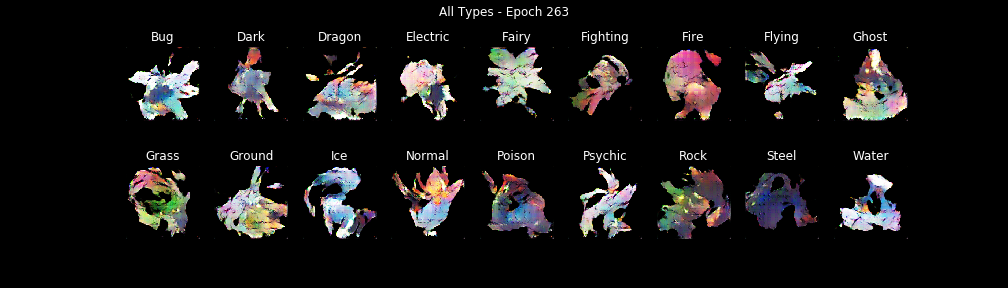 All Types - Epoch 263
Bug Dark Dragon Electric Fairy Fighting Fire Flying Ghost
Grass Ground Ice Normal Poison Psychic Rock Steel Water